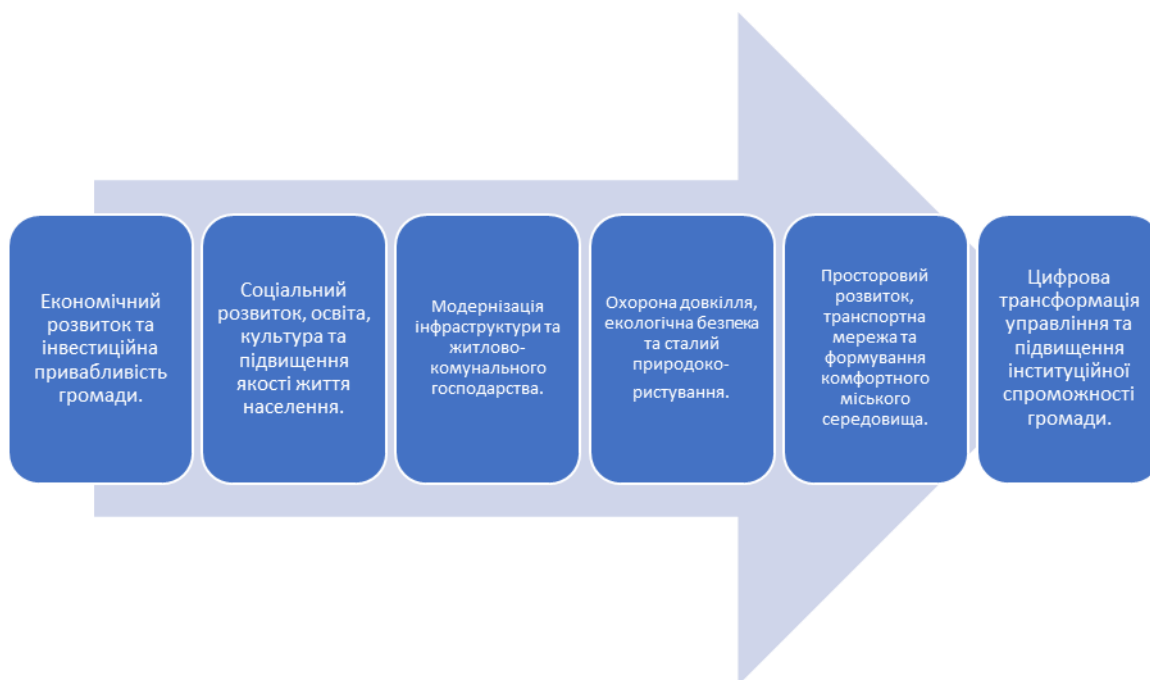 Економічний
розвиток та
інвестиційна
привабливість
громади.
Соціальний
розвиток, освіта,
культура та
підвищення
якості життя
населення.
Модернізація
інфраструктури та
житлово-
комунального
господарства.
Охорона довкілля,
екологічна безпека
та сталий
природоко-
ристування.
Просторовий
розвиток,
транспортна
мережа та
формування
комфортного
міського
середовища.
Цифрова
трансформація
управління та
підвищення
інституційної
спроможності
громади.